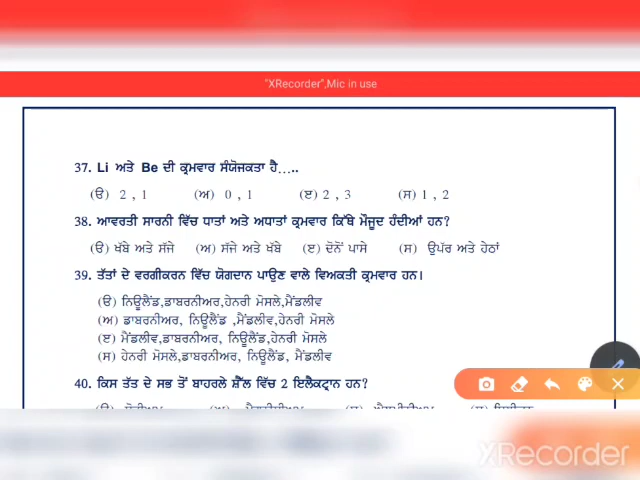 "XRecorder",Mic in use
37. Li ਅਤੇ Be ਦੀ ਕ੍ਰਮਵਾਰ ਸੰਯੋਜਕਤਾ ਹੈ.....
(ੳ) 2 , 1 (ਅ) 0 , 1 (ੲ) 2 , 3 (ਸ) 1 , 2
38. ਆਵਰਤੀ ਸਾਰਨੀ ਵਿੱਚ ਧਾਤਾਂ ਅਤੇ ਅਧਾਤਾਂ ਕ੍ਰਮਵਾਰ ਕਿੱਥੇ ਮੌਜੂਦ ਹੰਦੀਆਂ ਹਨ?
(ੳ) ਖੱਬੇ ਅਤੇ ਸੱਜੇ (ਅ) ਸੱਜੇ ਅਤੇ ਖੱਬੇ (ੲ) ਦੋਨੋਂ ਪਾਸੇ (ਸ) ਉਪੱਰ ਅਤੇ ਹੇਠਾਂ
39. ਤੱਤਾਂ ਦੇ ਵਰਗੀਕਰਨ ਵਿੱਚ ਯੋਗਦਾਨ ਪਾਉਣ ਵਾਲੇ ਵਿਅਕਤੀ ਕ੍ਰਮਵਾਰ ਹਨ।
(ੳ) ਨਿਊਲੈਂਡ,ਡਾਬਰਨੀਅਰ,ਹੇਨਰੀ ਮੋਸਲੇ,ਮੈਂਡਲੀਵ
(ਅ) ਡਾਬਰਨੀਅਰ, ਨਿਊਲੈਂਡ ,ਮੈਂਡਲੀਵ,ਹੇਨਰੀ ਮੋਸਲੇ
(ੲ) ਮੈਂਡਲੀਵ,ਡਾਬਰਨੀਅਰ, ਨਿਊਲੈਂਡ,ਹੇਨਰੀ ਮੋਸਲੇ
(ਸ) ਹੇਨਰੀ ਮੋਸਲੇ,ਡਾਬਰਨੀਅਰ, ਨਿਊਲੈਂਡ, ਮੈਂਡਲੀਵ
40. ਕਿਸ ਤੱਤ ਦੇ ਸਭ ਤੋਂ ਬਾਹਰਲੇ ਸ਼ੈੱਲ ਵਿੱਚ 2 ਇਲੈਕਟ੍ਰਾਨ ਹਨ?
XRecorder